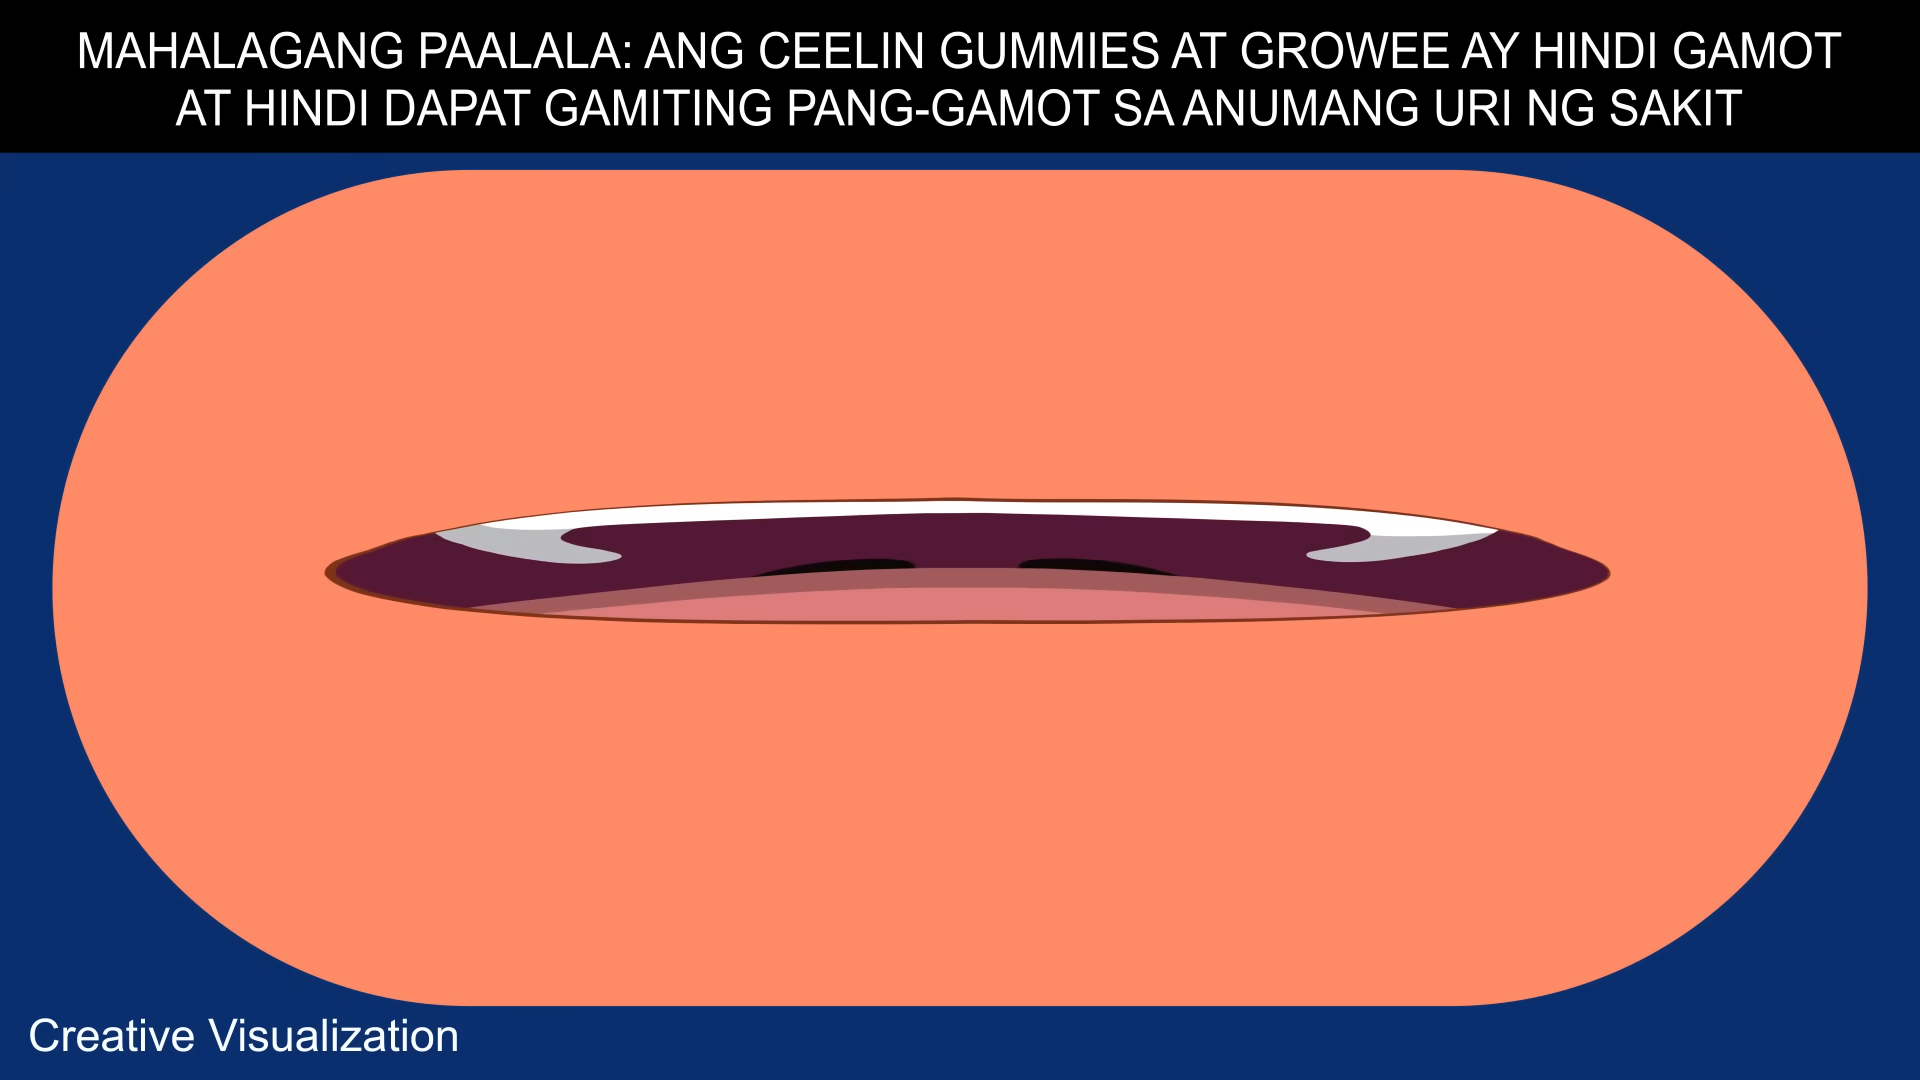 MAHALAGANG PAALALA: ANG CEELIN GUMMIES AT GROWEE AY HINDI GAMOT
AT HINDI DAPAT GAMITING PANG-GAMOT SA ANUMANG URI NG SAKIT
Creative Visualization